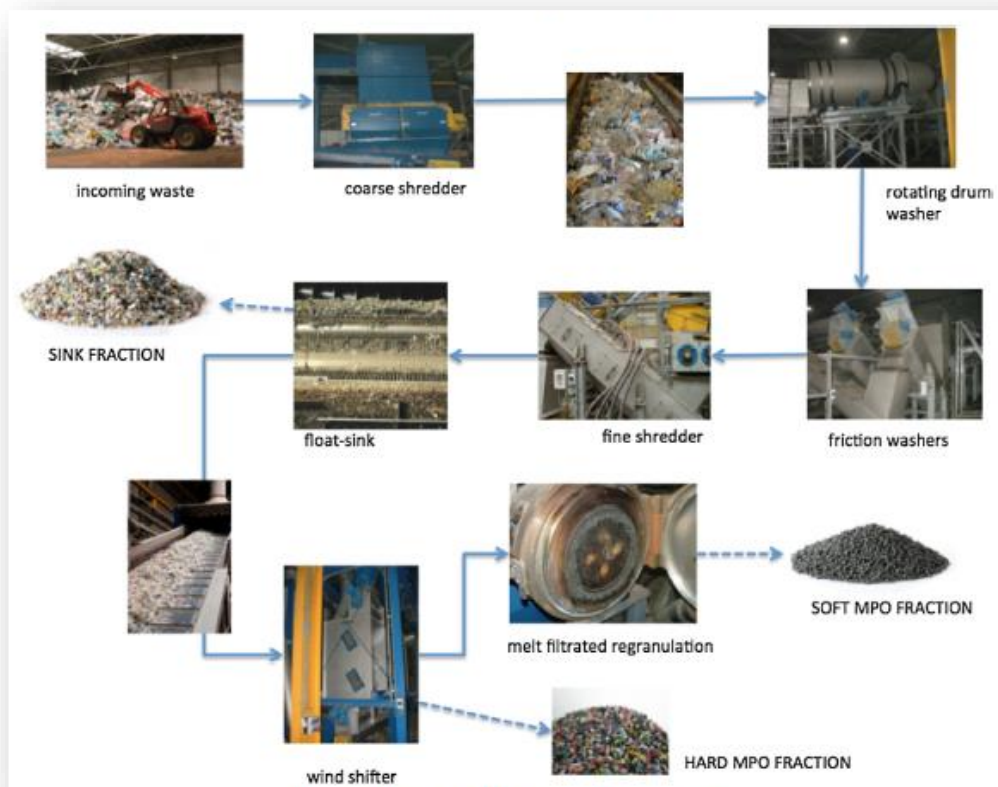 incoming waste
coarse shredder
rotating drum
washer
SINK FRACTION
float-sink
fine shredder
friction washers
melt filtrated regranulation
SOFT MPO FRACTION
wind shifter
HARD MPO FRACTION